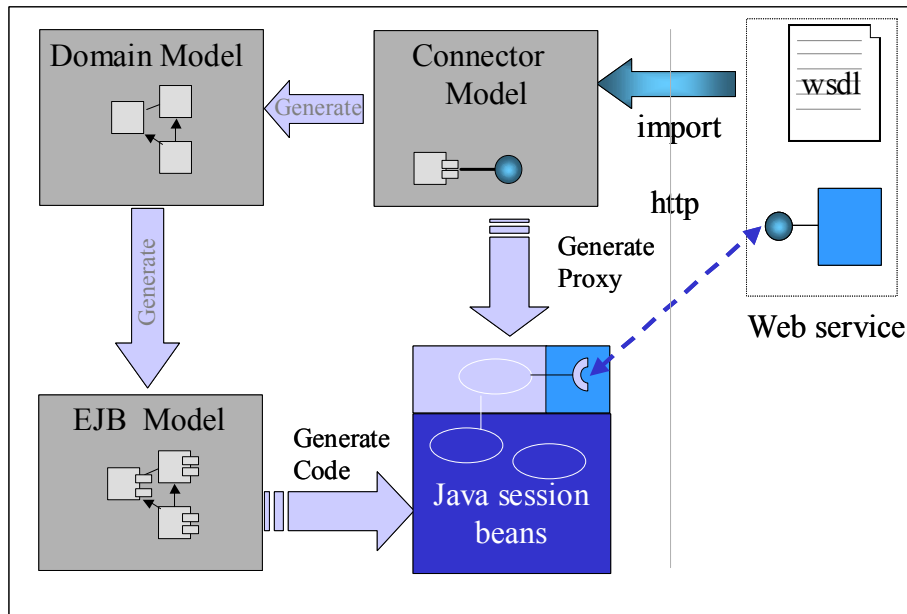 Domain Model
Connector
Model
wsdl
Generate
import
http
Generate
Proxy
Generate
Web service
EJB Model
Generate
Code
Java session
beans